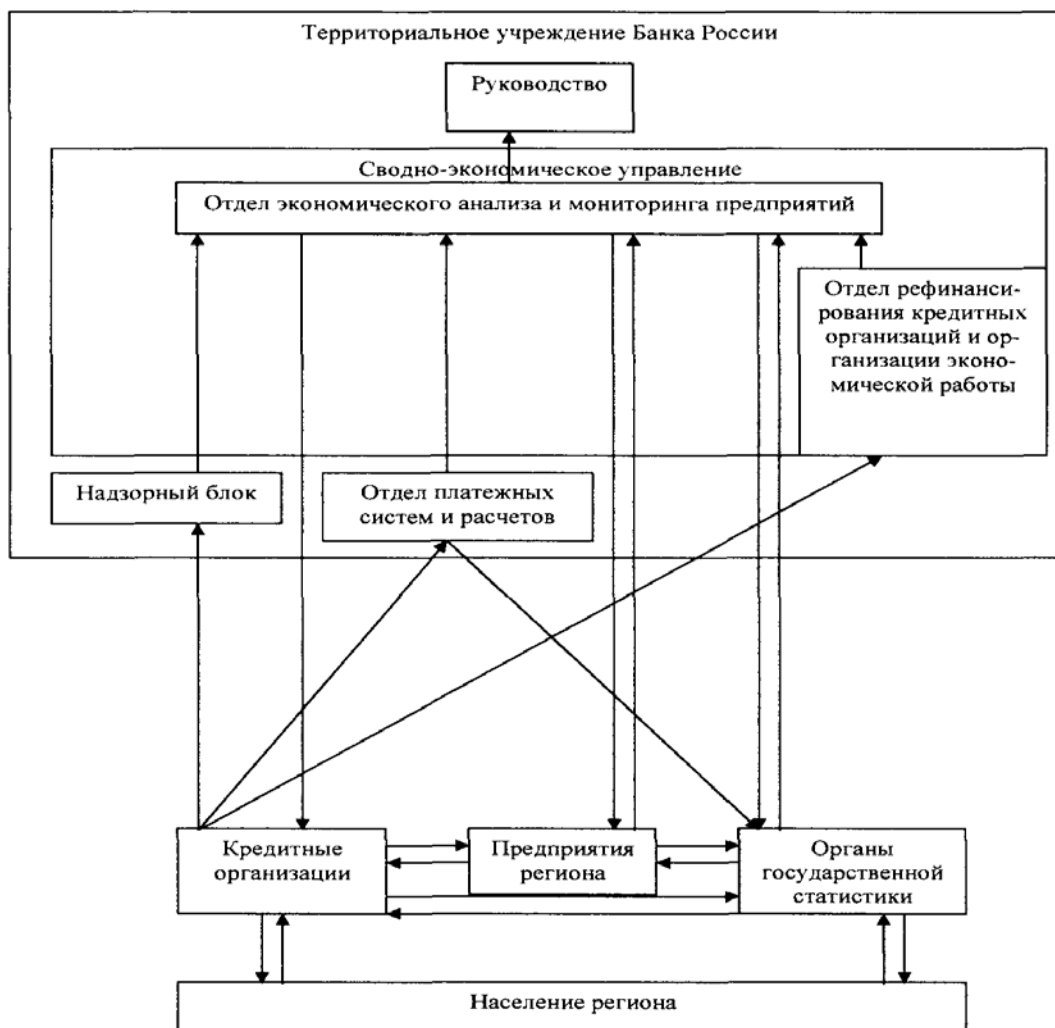 Территориальное учреждение Банка России
Руководство
Сводно-экономическое управление
Отдел экономического анализа и мониторинга предприятий
Отдел рефинанси-
рования кредитных
организаций и ор-
ганизации эконо-
мической работы
Надзорный блок
Отдел платежных
систем и расчетов
Кредитные
организации
Предприятия
региона
Органы
государственной
статистики
Население региона